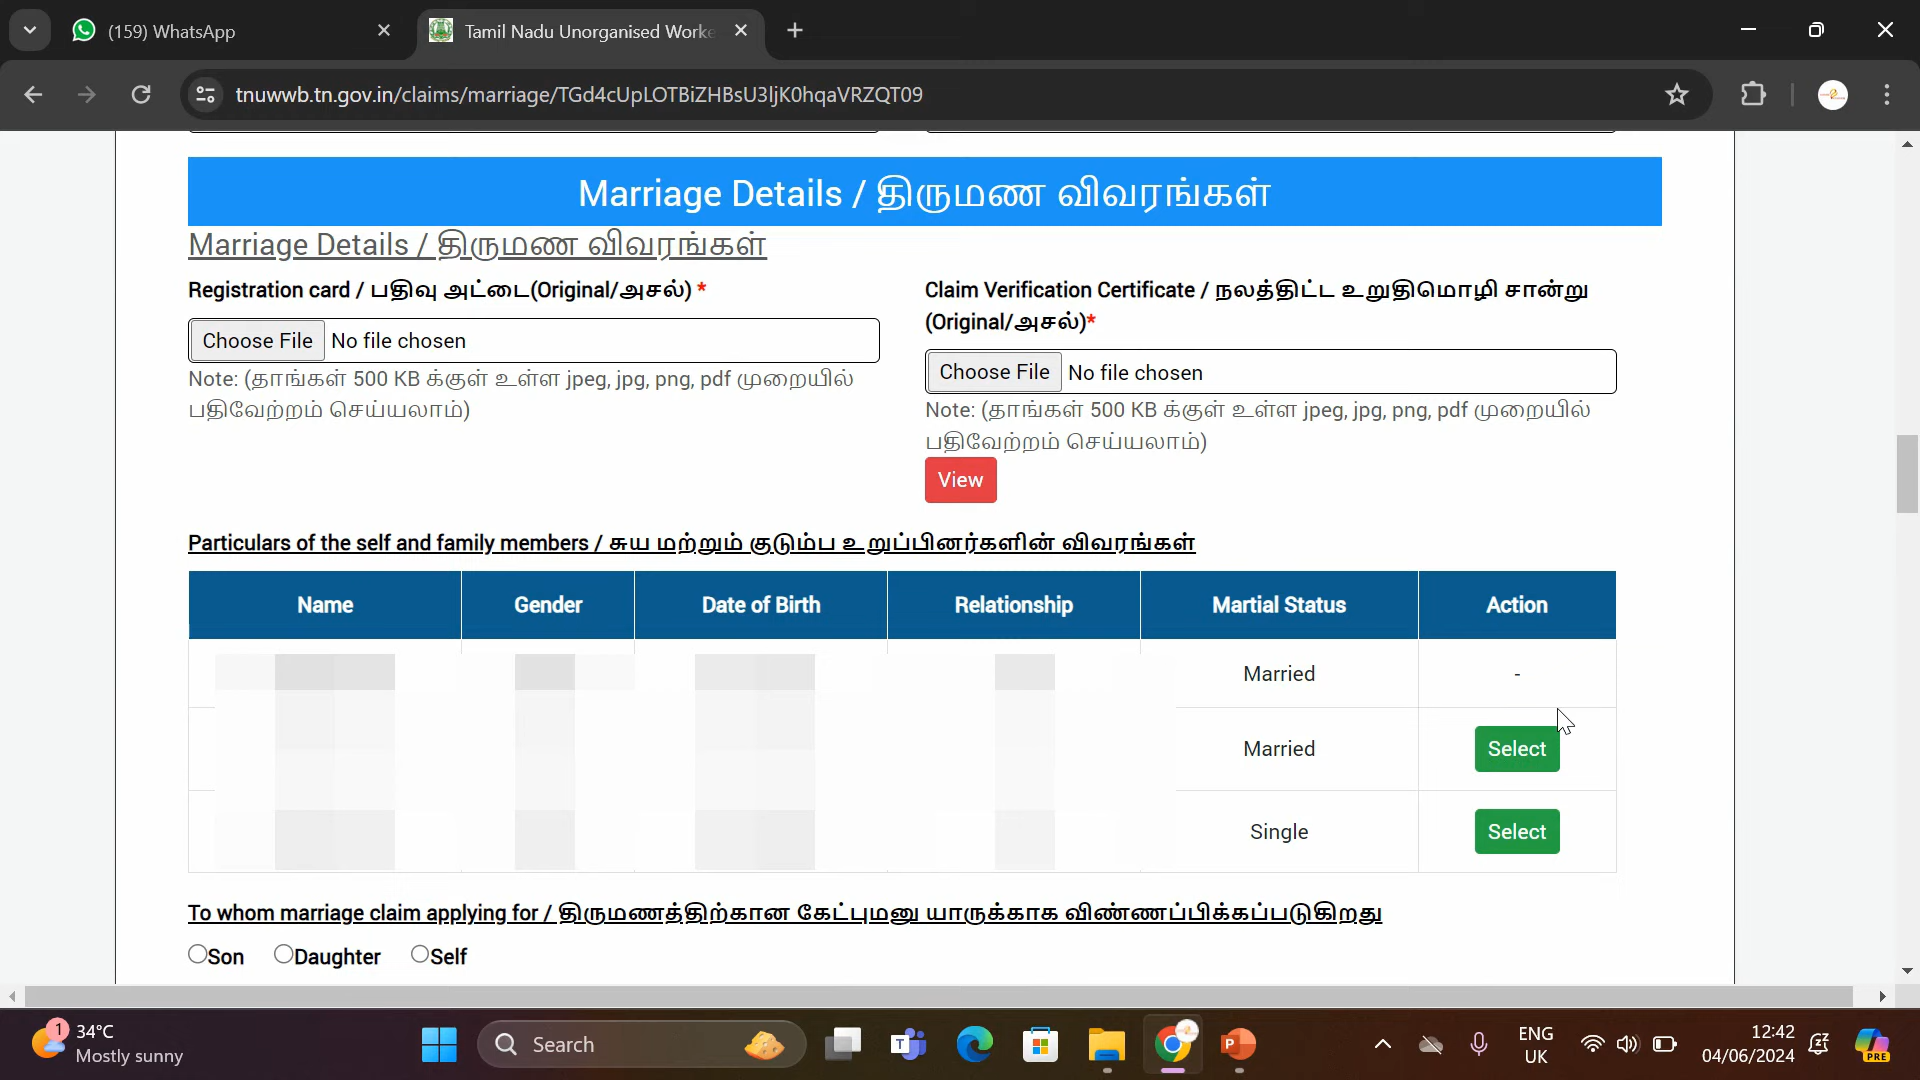 (159) WhatsApp
Tamil Nadu Unorganised Worke
tnuwwb.tn.gov.in/claims/marriage/TGd4cUpLOTBiZHBsU3ljK0hqaVRZQT09
Marriage Details / திருமண விவரங்கள்
Marriage Details / திருமண விவரங்கள்
Registration card / பதிவு அட்டை(Original/அசல்) *
Choose File No file chosen
Note: (தாங்கள் 500 KB க்குள் உள்ள jpeg, jpg, png, pdf முறையில்
பதிவேற்றம் செய்யலாம்)
Claim Verification Certificate / நலத்திட்ட உறுதிமொழி சான்று
(Original/அசல்)*
Choose File No file chosen
Note: (தாங்கள் 500 KB க்குள் உள்ள jpeg, jpg, png, pdf முறையில்
பதிவேற்றம் செய்யலாம்)
View
Particulars of the self and family members / சுய மற்றும் குடும்ப உறுப்பினர்களின் விவரங்கள்
Name Gender Date of Birth Relationship Martial Status Action
Married -
Married Select
Single Select
To whom marriage claim applying for / திருமணத்திற்கான கேட்புமனு யாருக்காக விண்ணப்பிக்கப்படுகிறது
Son Daughter Self
1 34°C
Mostly sunny
Search
ENG
UK
12:42
04/06/2024
PRE